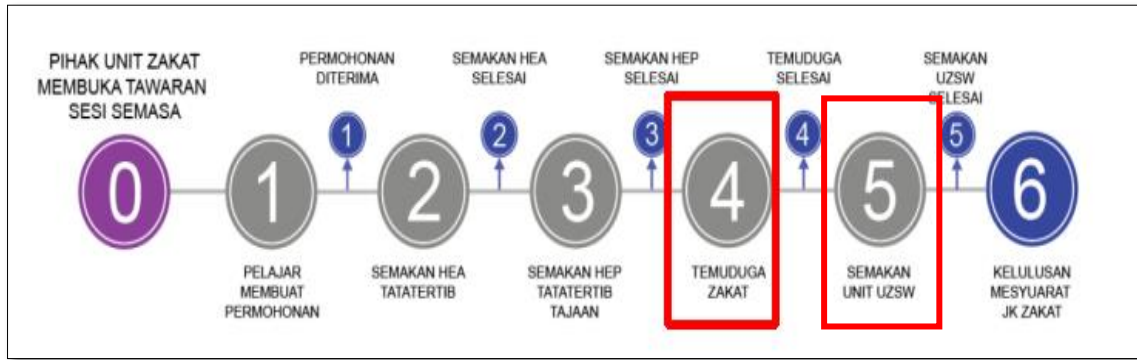 PIHAK UNIT ZAKAT
MEMBUKA TAWARAN
SESI SEMASA
PERMOHONAN
DITERIMA
SEMAKAN HEA
SELESAI
SEMAKAN HEP
SELESAI
TEMUDUGA
SELESAI
SEMAKAN
UZSW
SELESAI
1
2
3
4
5
0
1
2
3
4
5
6
PELAJAR
MEMBUAT
PERMOHONAN
SEMAKAN HEA
TATATERTIB
SEMAKAN HEP
TATATERTIB
TAJAAN
TEMUDUGA
ZAKAT
SEMAKAN
UNIT UZSW
KELULUSAN
MESYUARAT
JK ZAKAT